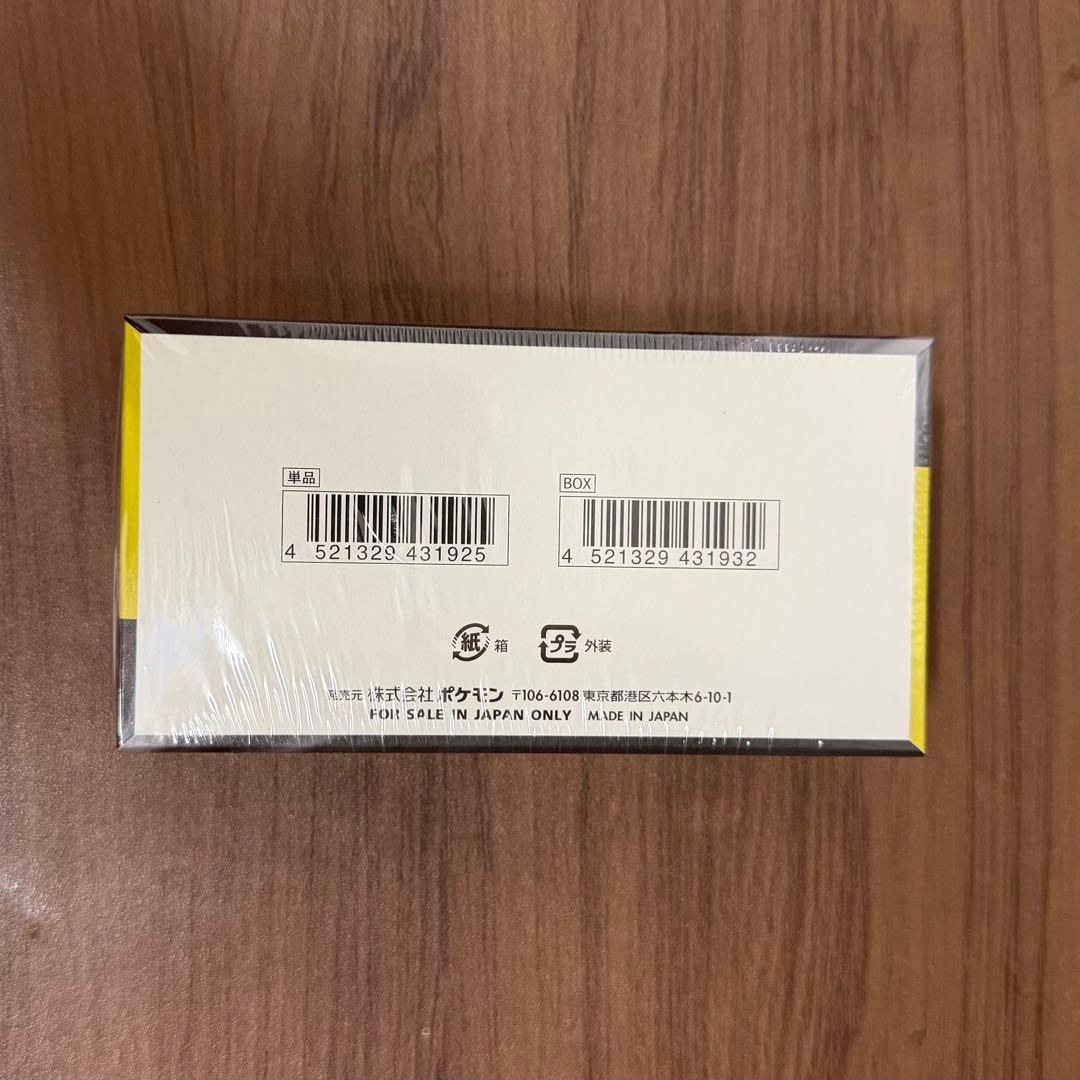 単品
BOX
4 521329 431925
4 521329 431932
紙 箱
プラ 外装
発売元 株式会社ポケモン 〒106-6108 東京都港区六本木6-10-1
FOR SALE IN JAPAN ONLY MADE IN JAPAN